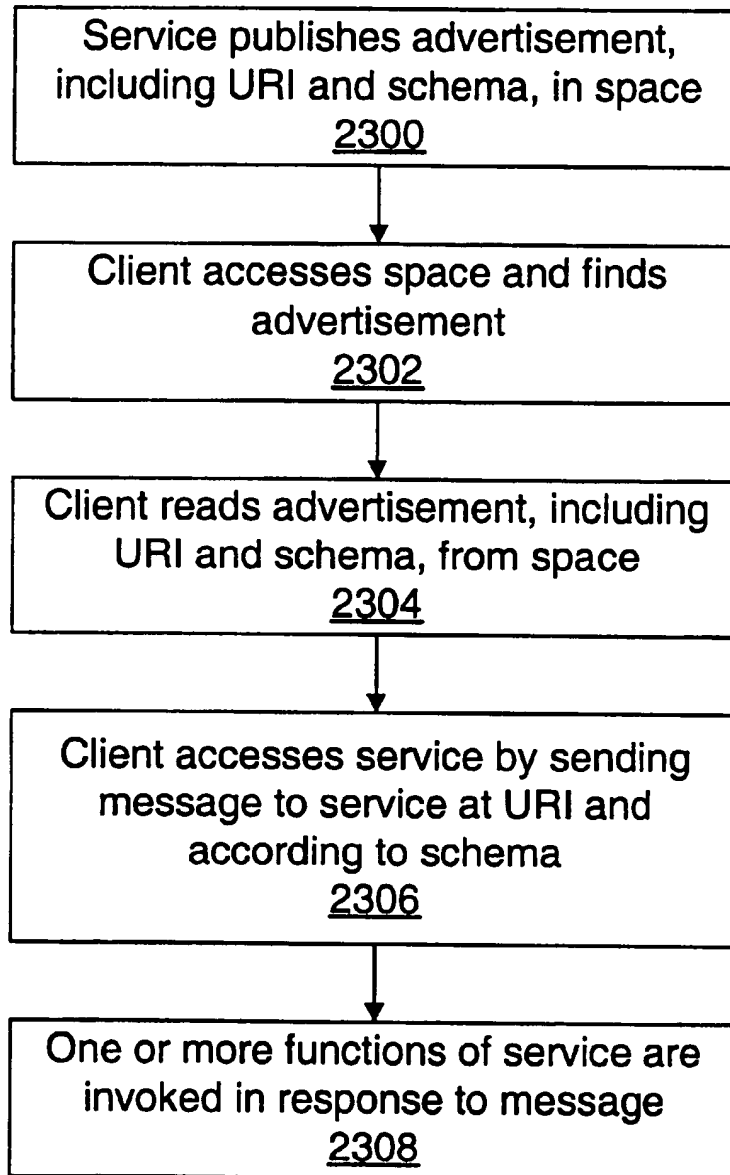 Service publishes advertisement,
including URI and schema, in space
2300
Client accesses space and finds
advertisement
2302
Client reads advertisement, including
URI and schema, from space
2304
Client accesses service by sending
message to service at URI and
according to schema
2306
One or more functions of service are
invoked in response to message
2308